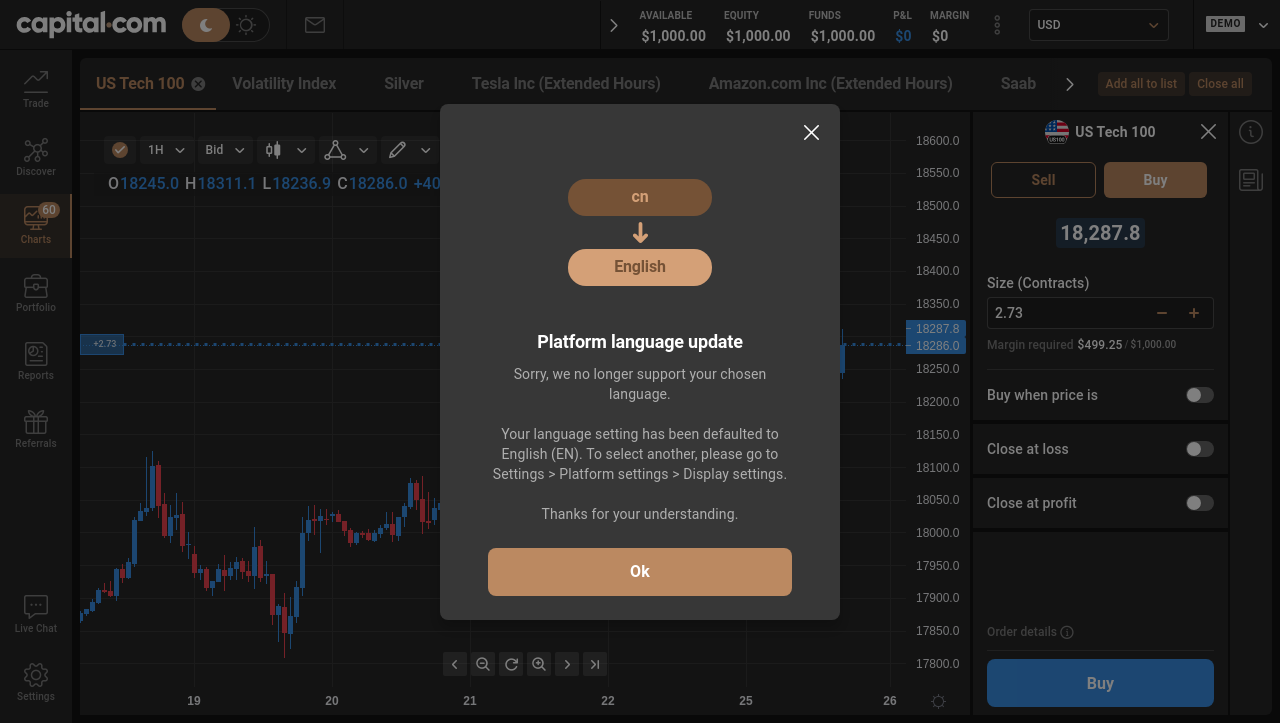 capital.com
AVAILABLE
$1,000.00
EQUITY
$1,000.00
FUNDS
$1,000.00
P&L
$0
MARGIN
$0
USD
DEMO
Trade
Discover
60
Charts
Portfolio
Reports
Referrals
Live Chat
Settings
US Tech 100
Volatility Index
Silver
Tesla Inc (Extended Hours)
Amazon.com Inc (Extended Hours)
Saab
Add all to list
Close all
1H
Bid
O18245.0 H18311.1 L18236.9 C18286.0 +40
+2.73
18600.0
18550.0
18500.0
18450.0
18400.0
18350.0
18287.8
18286.0
18250.0
18200.0
18150.0
18100.0
18050.0
18000.0
17950.0
17900.0
17850.0
17800.0
19
20
21
22
25
26
cn
English
Platform language update
Sorry, we no longer support your chosen
language.
Your language setting has been defaulted to
English (EN). To select another, please go to
Settings > Platform settings > Display settings.
Thanks for your understanding.
Ok
US100
US Tech 100
Sell
Buy
18,287.8
Size (Contracts)
2.73
Margin required $499.25 / $1,000.00
Buy when price is
Close at loss
Close at profit
Order details
Buy